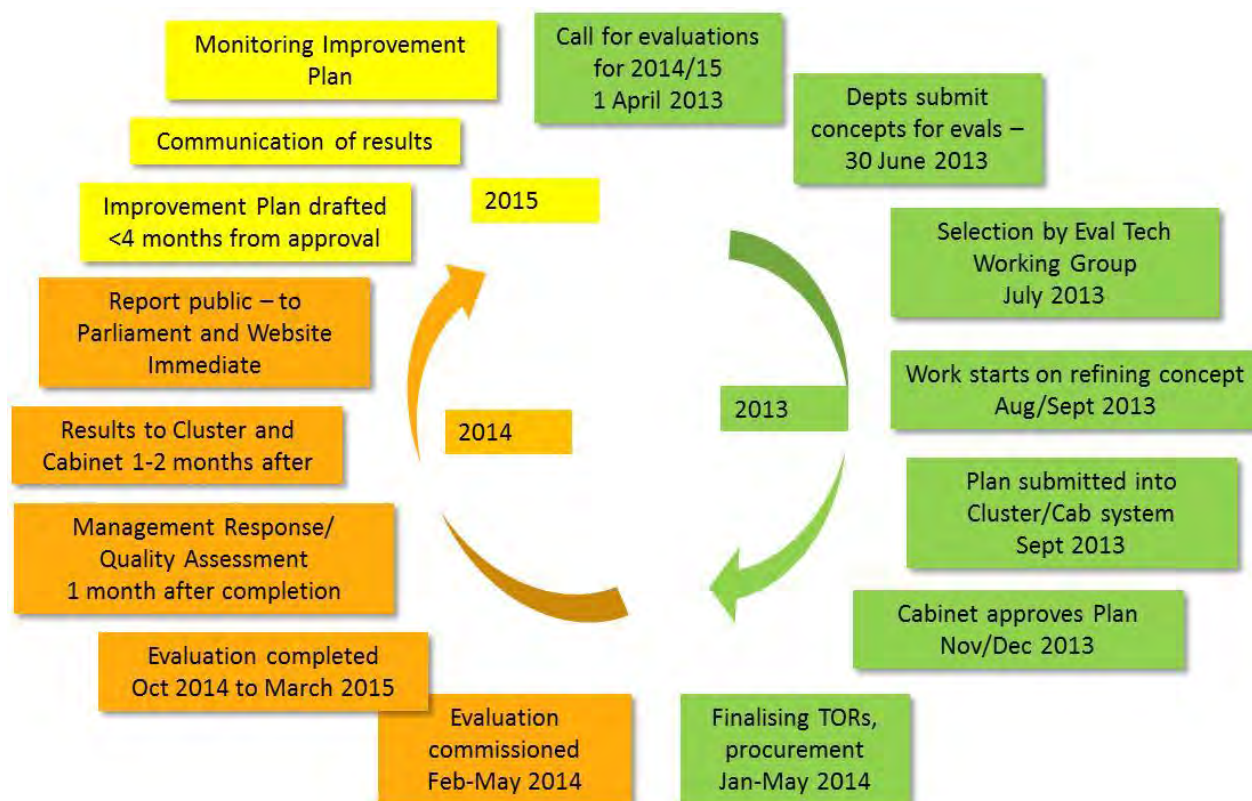 Call for evaluations
for 2014/15
1 April 2013
Depts submit
concepts for evals –
30 June 2013
Selection by Eval Tech
Working Group
July 2013
Work starts on refining concept
Aug/Sept 2013
Plan submitted into
Cluster/Cab system
Sept 2013
Cabinet approves Plan
Nov/Dec 2013
Finalising TORs,
procurement
Jan-May 2014
Evaluation
commissioned
Feb-May 2014
Evaluation completed
Oct 2014 to March 2015
Management Response/
Quality Assessment
1 month after completion
Results to Cluster and
Cabinet 1-2 months after
Report public – to
Parliament and Website
Immediate
Improvement Plan drafted
<4 months from approval
Communication of results
Monitoring Improvement
Plan
2013
2014
2015